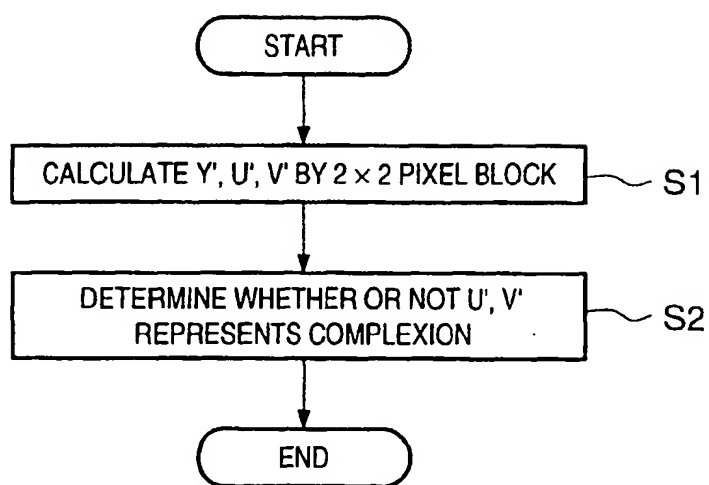 START
CALCULATE Y', U', V' BY 2 × 2 PIXEL BLOCK
S1
DETERMINE WHETHER OR NOT U', V'
REPRESENTS COMPLEXION
S2
END